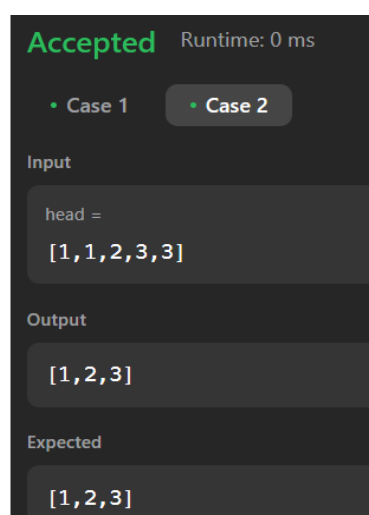 Accepted Runtime: 0 ms
• Case 1 • Case 2
Input
head =
[1,1,2,3,3]
Output
[1,2,3]
Expected
[1,2,3]